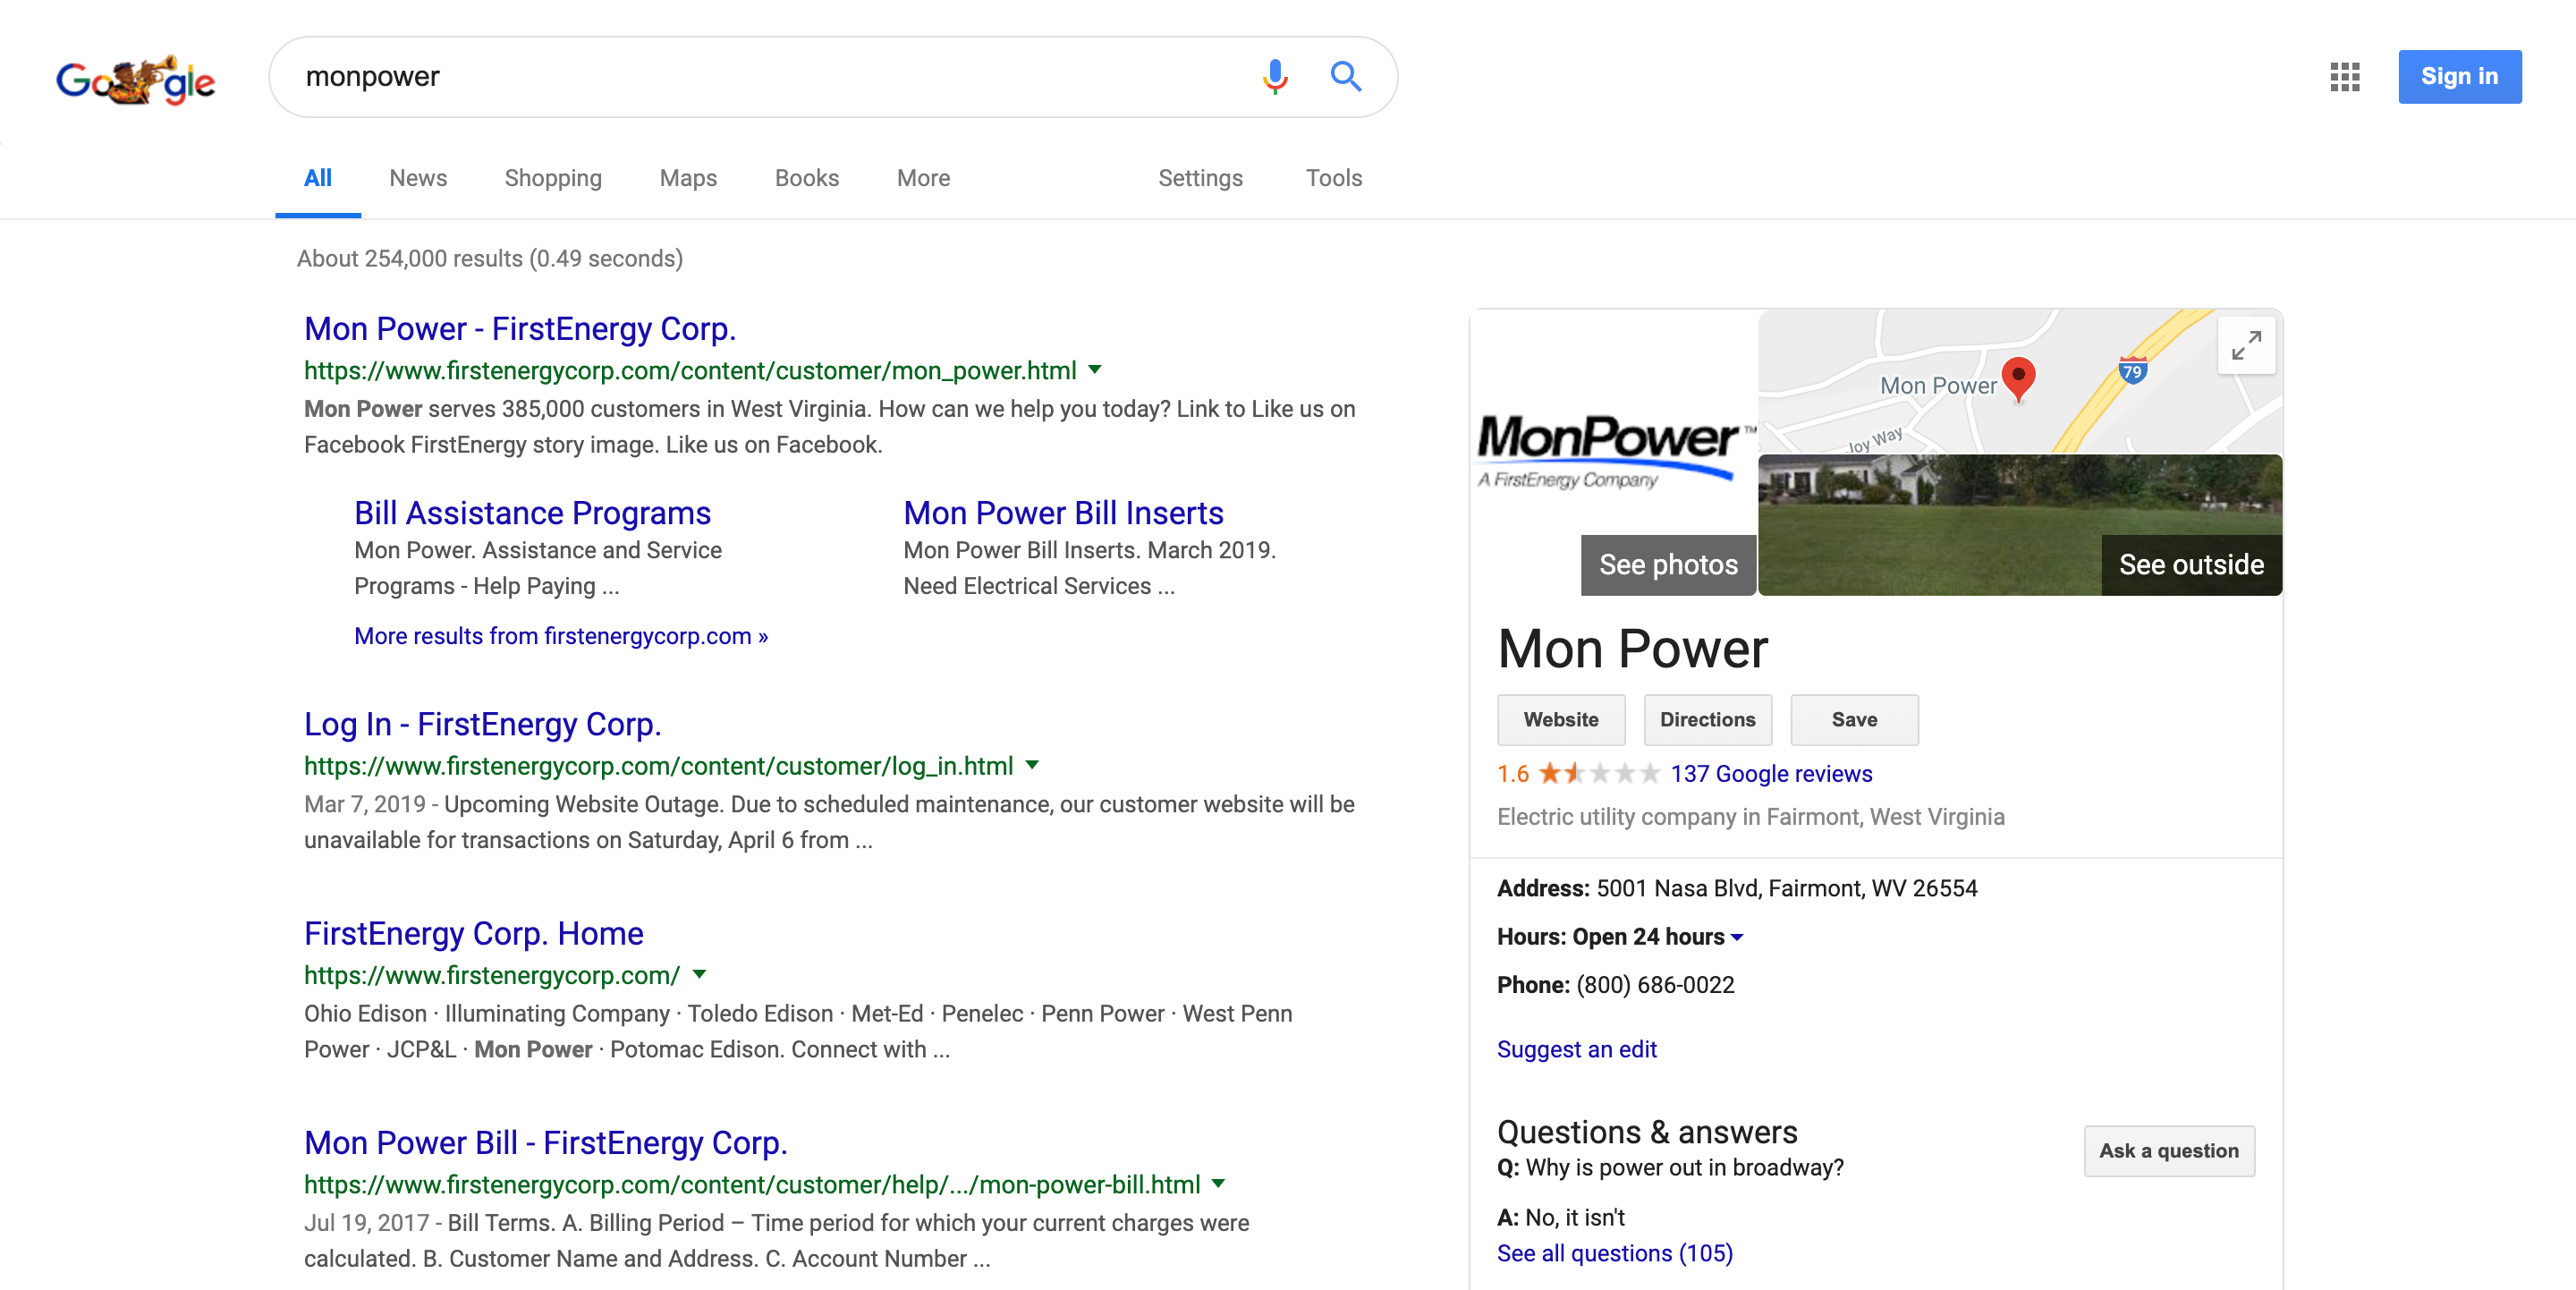 Google
monpower
Sign in
All News Shopping Maps Books More Settings Tools
About 254,000 results (0.49 seconds)
Mon Power - FirstEnergy Corp.
https://www.firstenergycorp.com/content/customer/mon_power.html
Mon Power serves 385,000 customers in West Virginia. How can we help you today? Link to Like us on
Facebook FirstEnergy story image. Like us on Facebook.
Bill Assistance Programs
Mon Power. Assistance and Service
Programs - Help Paying ...
Mon Power Bill Inserts
Mon Power Bill Inserts. March 2019.
Need Electrical Services ...
More results from firstenergycorp.com »
Log In - FirstEnergy Corp.
https://www.firstenergycorp.com/content/customer/log_in.html
Mar 7, 2019 - Upcoming Website Outage. Due to scheduled maintenance, our customer website will be
unavailable for transactions on Saturday, April 6 from ...
FirstEnergy Corp. Home
https://www.firstenergycorp.com/
Ohio Edison · Illuminating Company · Toledo Edison · Met-Ed · Penelec · Penn Power · West Penn
Power · JCP&L · Mon Power · Potomac Edison. Connect with ...
Mon Power Bill - FirstEnergy Corp.
https://www.firstenergycorp.com/content/customer/help/.../mon-power-bill.html
Jul 19, 2017 - Bill Terms. A. Billing Period – Time period for which your current charges were
calculated. B. Customer Name and Address. C. Account Number ...
MonPower™
A FirstEnergy Company
See photos
Mon Power
79
Joy Way
See outside
Mon Power
Website Directions Save
1.6 137 Google reviews
Electric utility company in Fairmont, West Virginia
Address: 5001 Nasa Blvd, Fairmont, WV 26554
Hours: Open 24 hours
Phone: (800) 686-0022
Suggest an edit
Questions & answers
Ask a question
Q: Why is power out in broadway?
A: No, it isn't
See all questions (105)